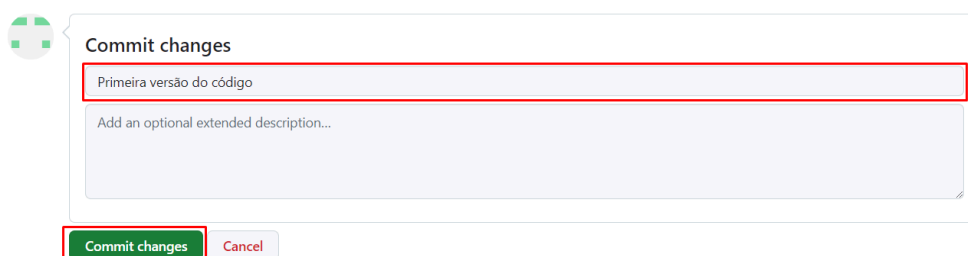 Commit changes
Primeira versão do código
Add an optional extended description...
Commit changes
Cancel